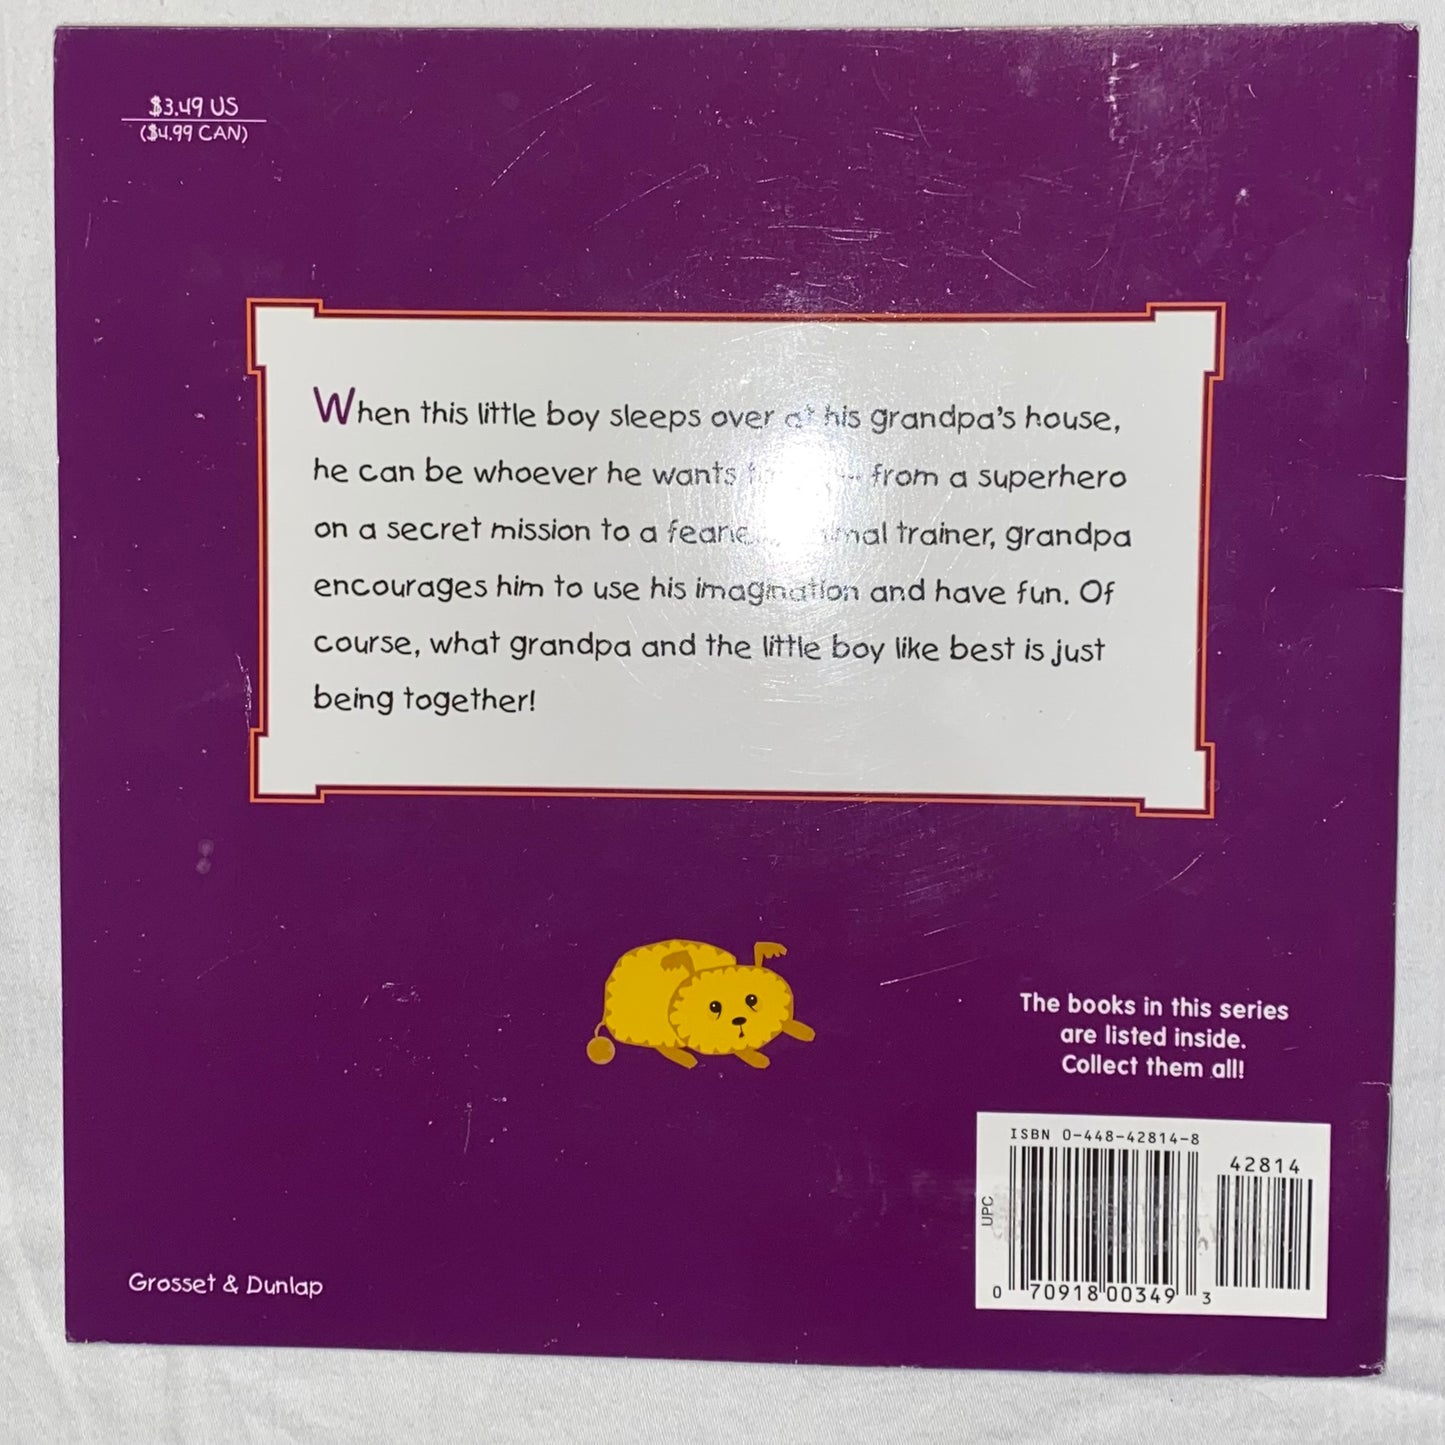 $3.49 US
($4.99 CAN)
When this little boy sleeps over at his grandpa's house,
he can be whoever he wants from a superhero
on a secret mission to a trainer, grandpa
encourages him to use his imagination and have fun. Of
course, what grandpa and the little boy like best is just
being together!
The books in this series
are listed inside.
Collect them all!
ISBN 0-448-42814-8
42814
UPC
0 70918 00349 3
Grosset & Dunlap